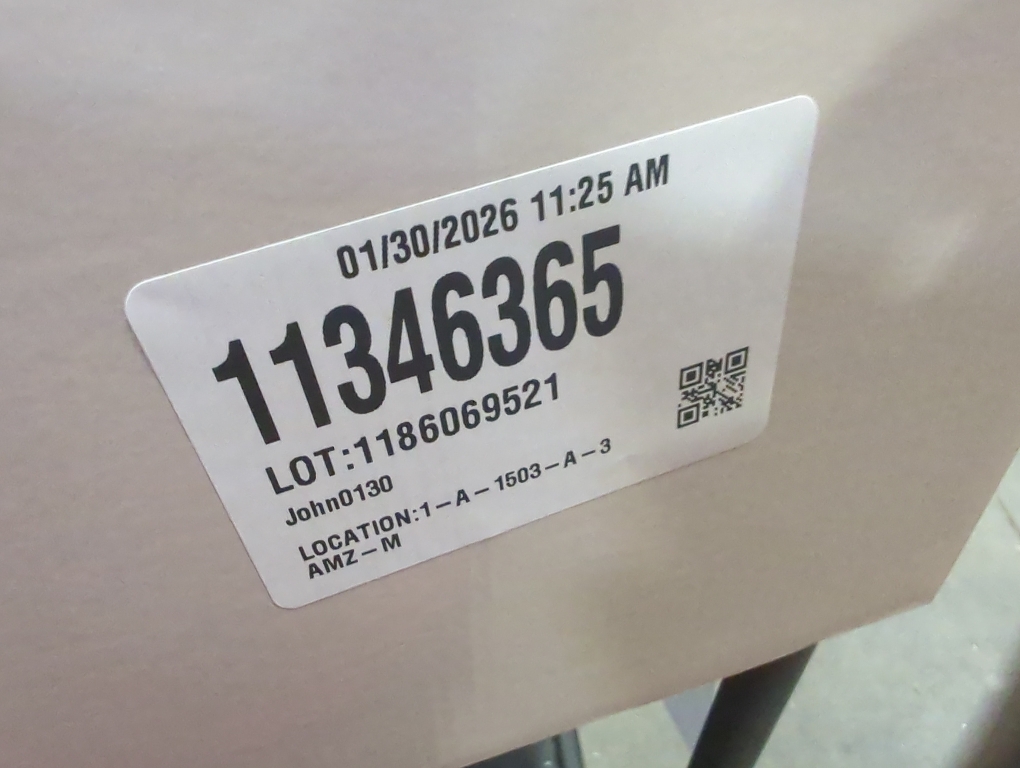 01/30/2026 11:25 AM
11346365
LOT:1186069521
John0130
LOCATION:1-A-1503-A-3
AMZ-M